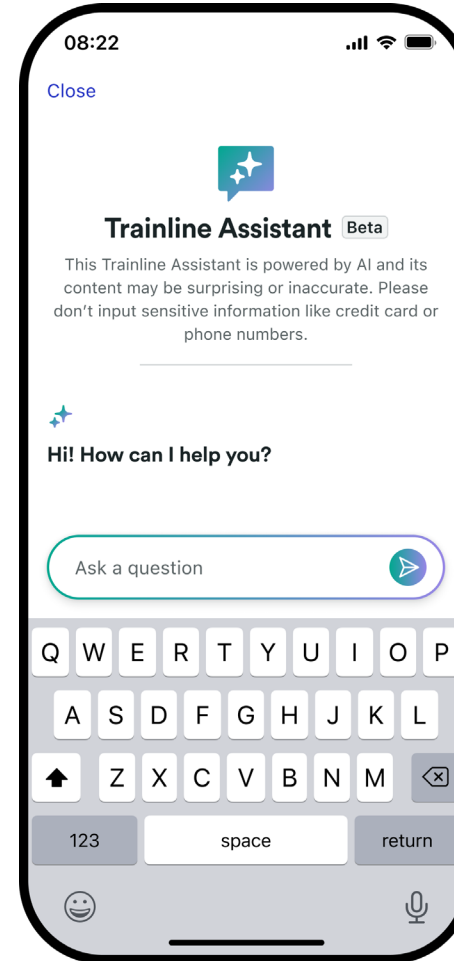 08:22
Close
Trainline Assistant Beta
This Trainline Assistant is powered by AI and its
content may be surprising or inaccurate. Please
don’t input sensitive information like credit card or
phone numbers.
Hi! How can I help you?
Ask a question
Q W E R T Y U I O P
A S D F G H J K L
Z X C V B N M
123 space return